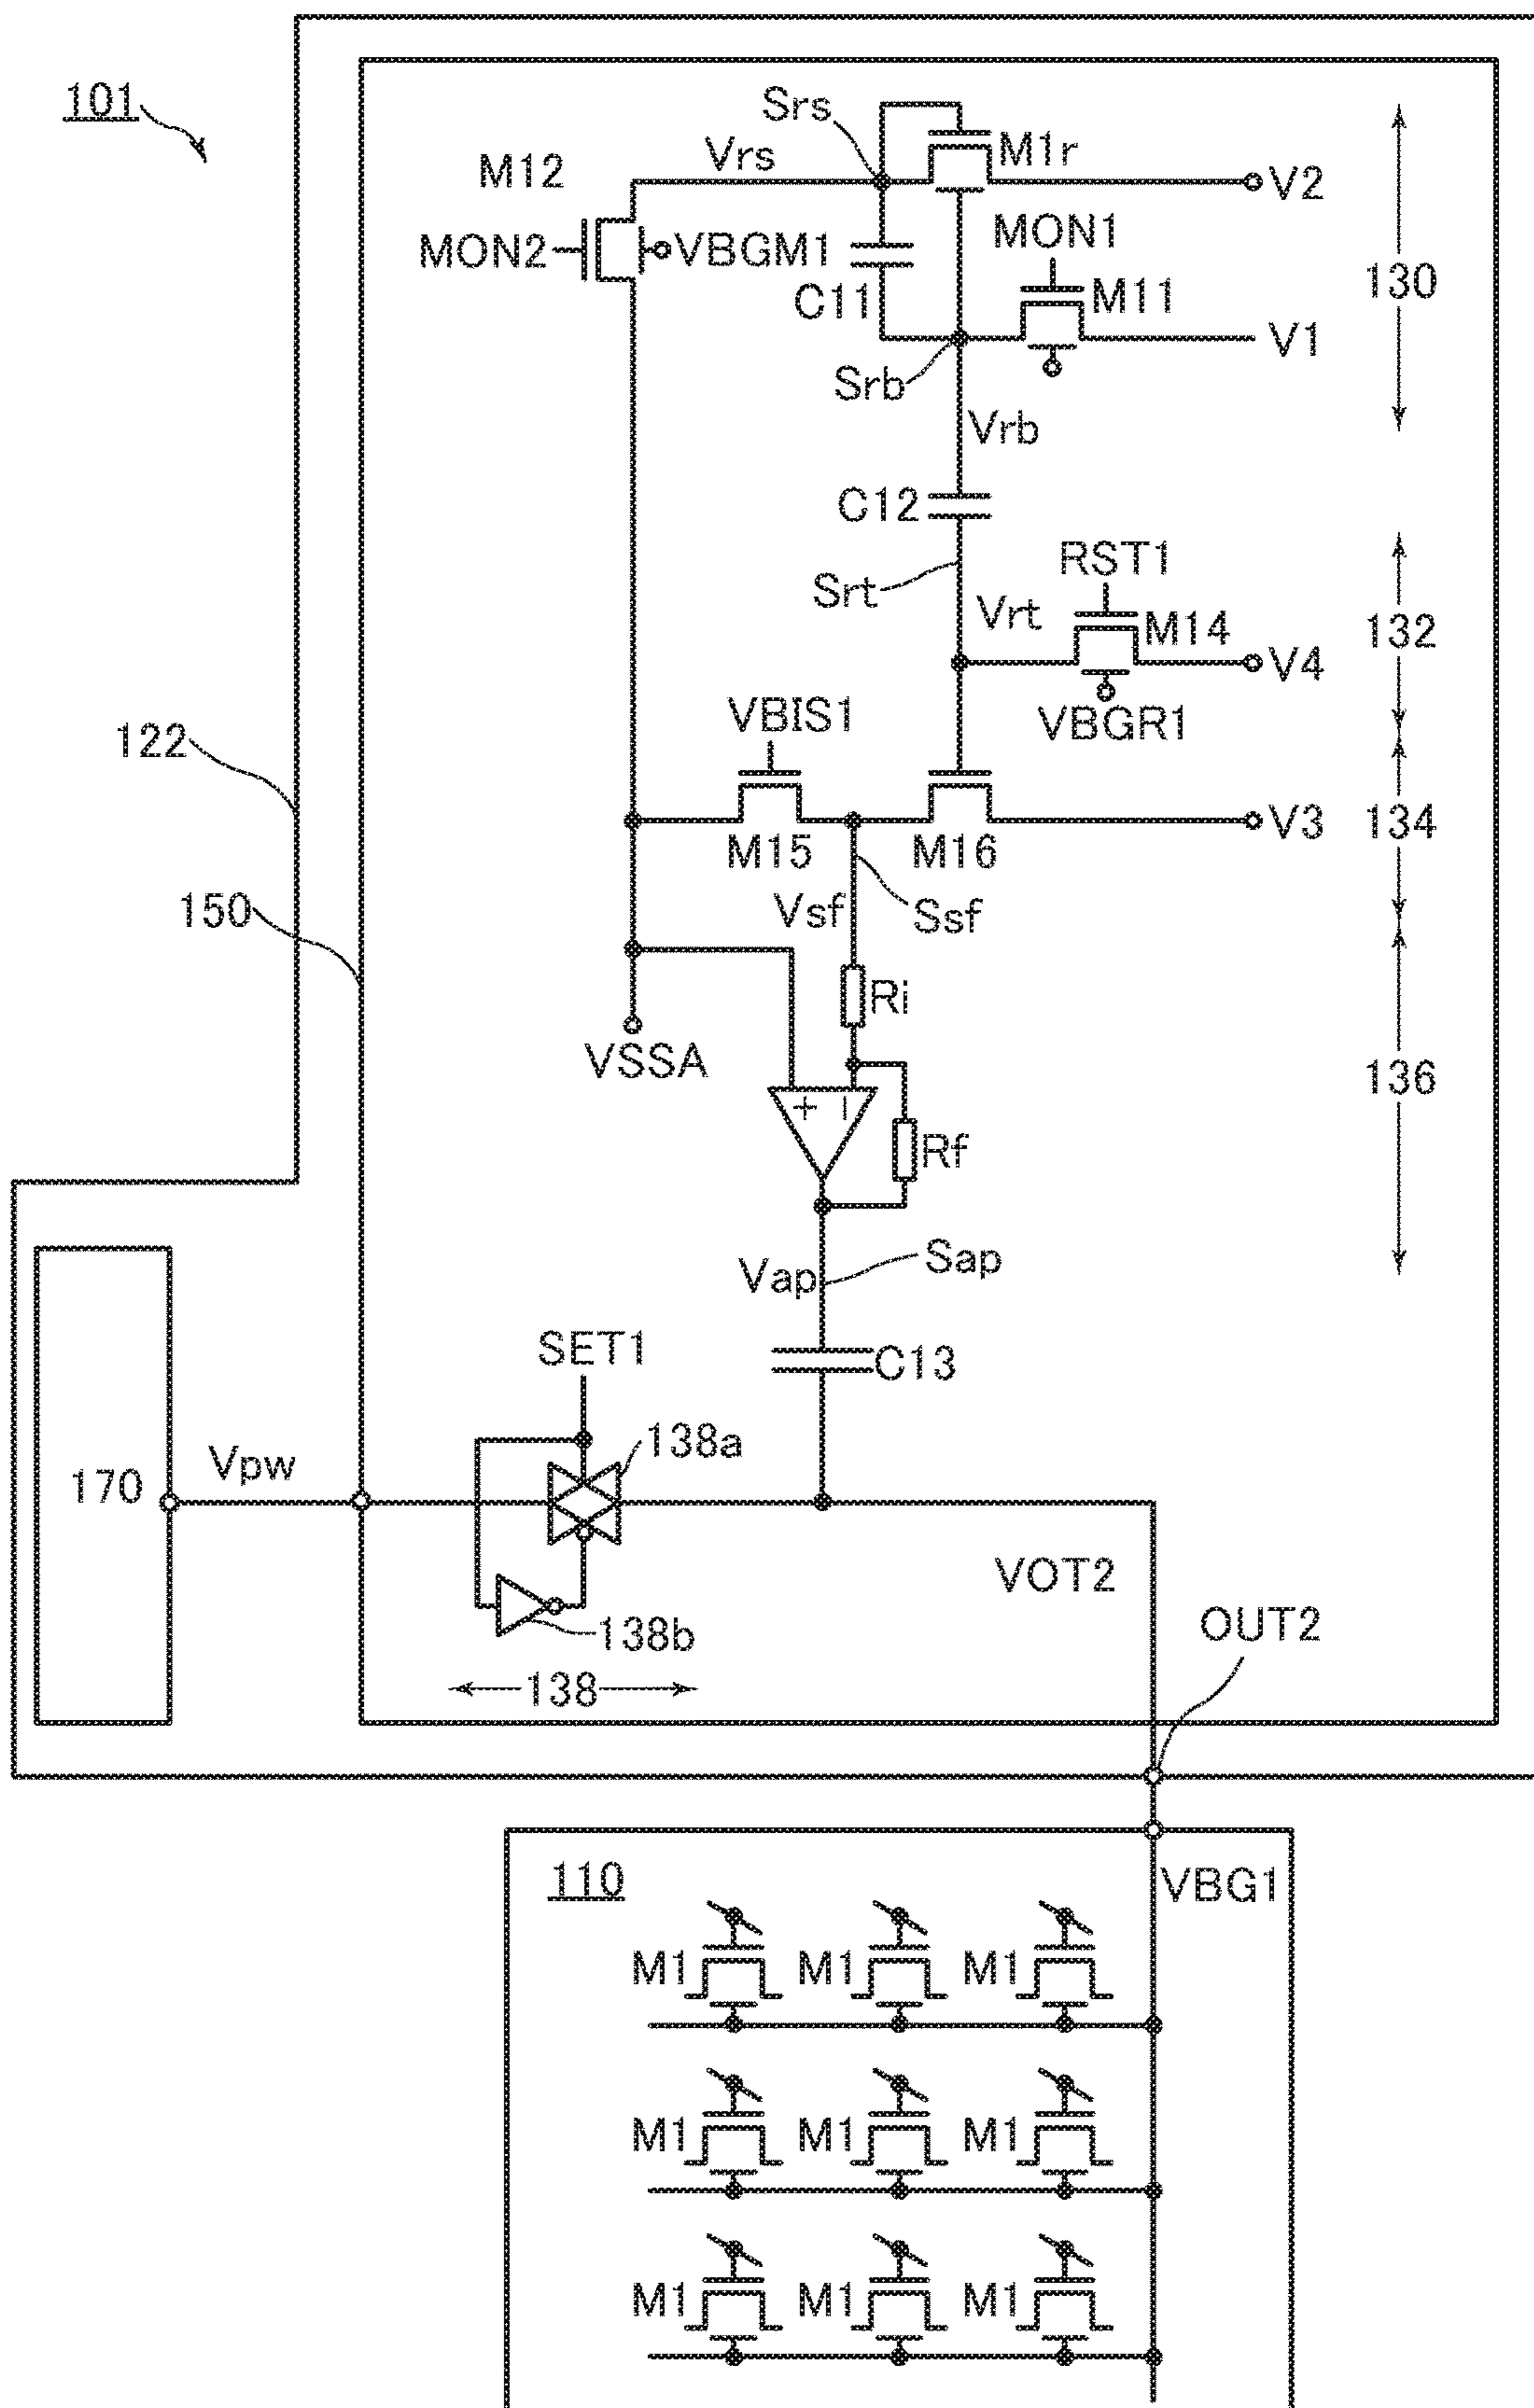 101
Srs
M1r
Vrs
M12
V2
MON2
VBGM1
MON1
C11
M11
130
V1
Srb
Vrb
C12
RST1
Srt
Vrt
M14
132
V4
VBGR1
VBIS1
122
V3
134
M15
M16
150
Vsf
Ssf
Ri
VSSA
136
+ −
Rf
Vap
Sap
SET1
C13
138a
Vpw
170
VOT2
138b
OUT2
138
110
VBG1
M1 M1 M1
M1 M1 M1
M1 M1 M1